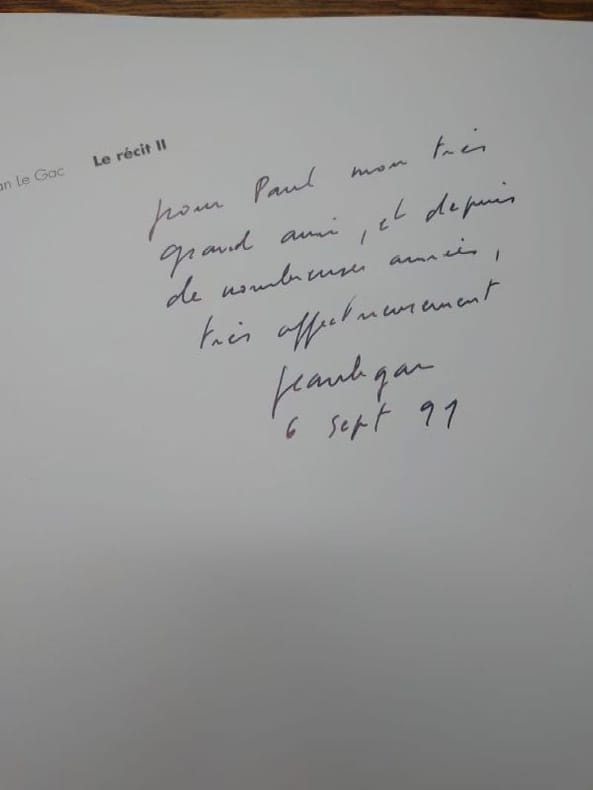 an Le Gac Le récit II
pour Paul mon très
grand ami, et depuis
de nombreuses années,
très affectueusement
Jean le gac
6 sept 91